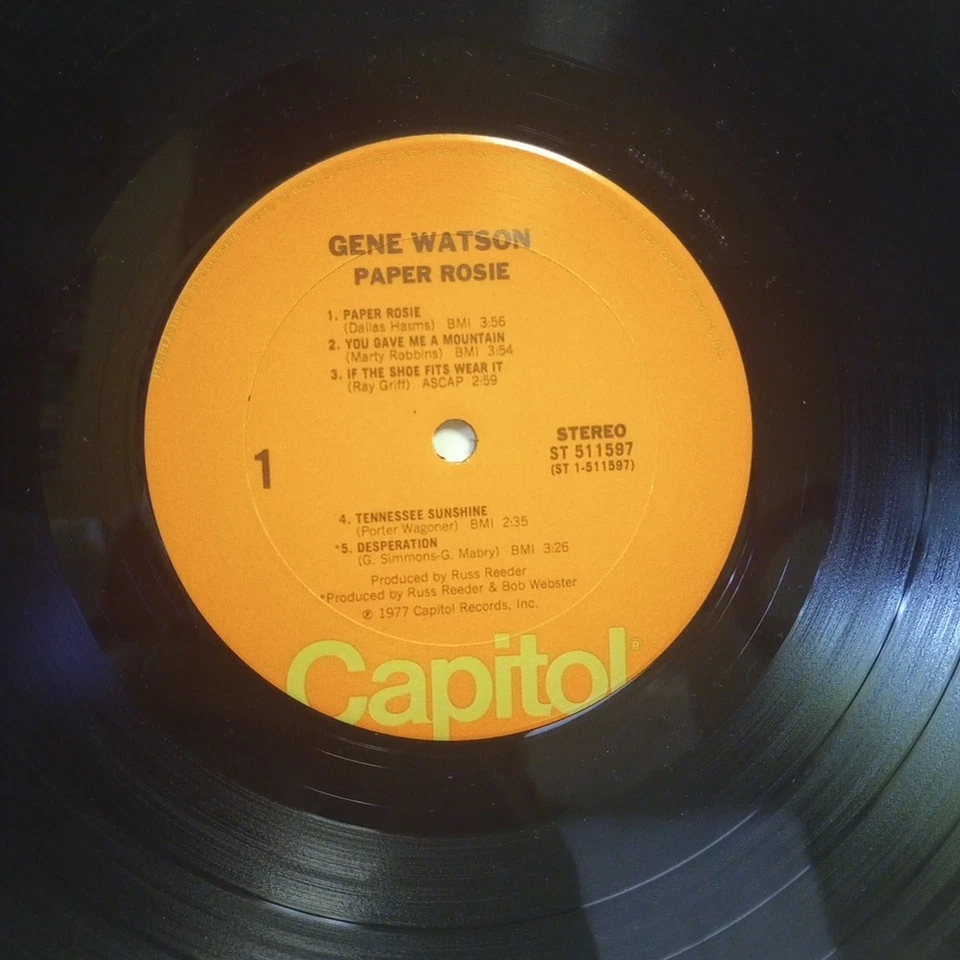 GENE WATSON
PAPER ROSIE
1. PAPER ROSIE
(Dallas Harms) BMI 3:56
2. YOU GAVE ME A MOUNTAIN
(Marty Robbins) BMI 3:54
3. IF THE SHOE FITS WEAR IT
(Ray Griff) ASCAP 2:59
1
STEREO
ST 511597
(ST 1-511597)
4. TENNESSEE SUNSHINE
(Porter Wagoner) BMI 2:35
*5. DESPERATION
(G. Simmons-G. Mabry) BMI 3:26
Produced by Russ Reeder
*Produced by Russ Reeder & Bob Webster
℗ 1977 Capitol Records, Inc.
Capitol®